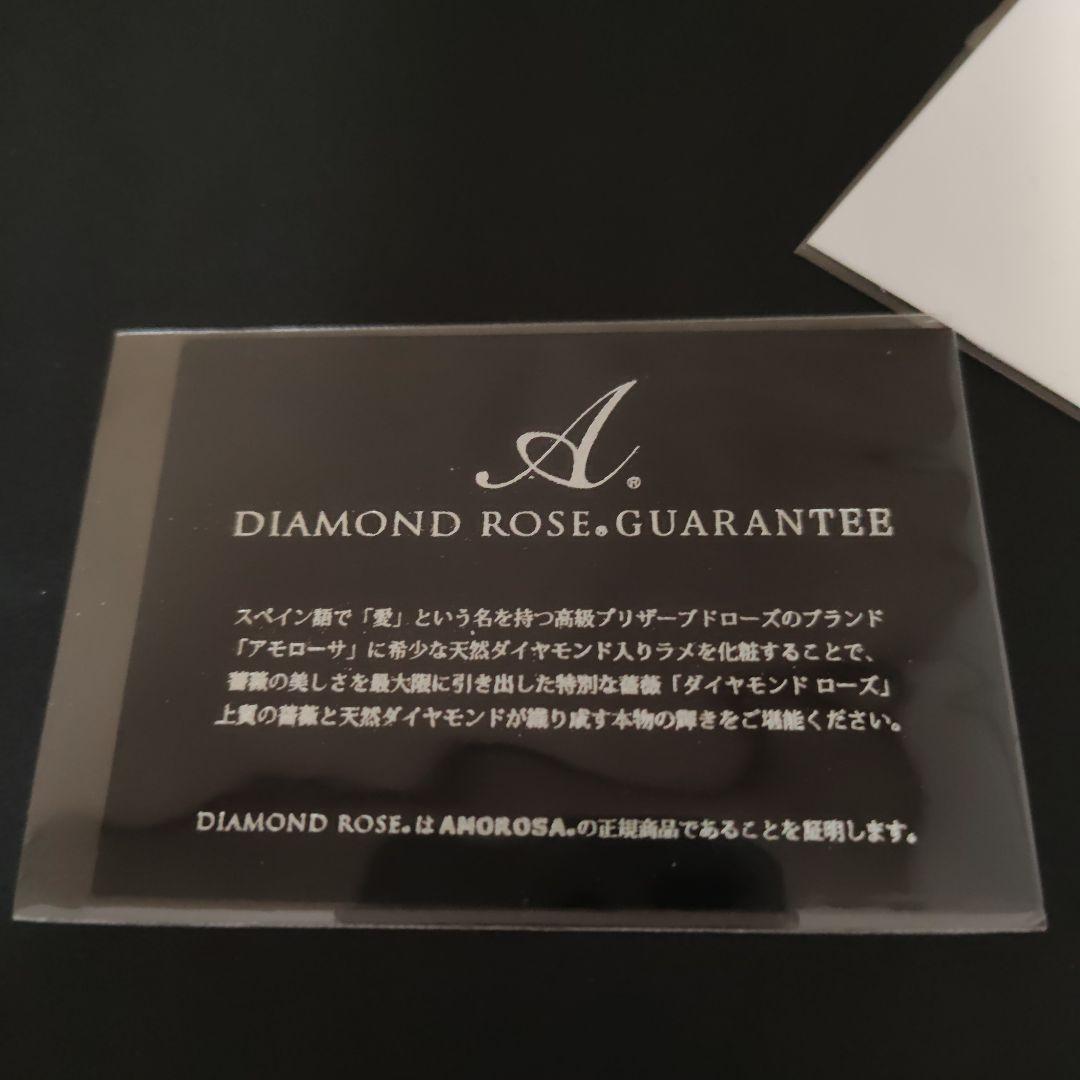 A®
DIAMOND ROSE®GUARANTEE
スペイン語で「愛」という名を持つ高級プリザーブドローズのブランド
「アモローサ」に希少な天然ダイヤモンド入りラメを化粧することで、
薔薇の美しさを最大限に引き出した特別な薔薇「ダイヤモンド ローズ」
上質の薔薇と天然ダイヤモンドが織り成す本物の輝きをご堪能ください。
DIAMOND ROSE®は AMOROSA®の正規商品であることを証明します。